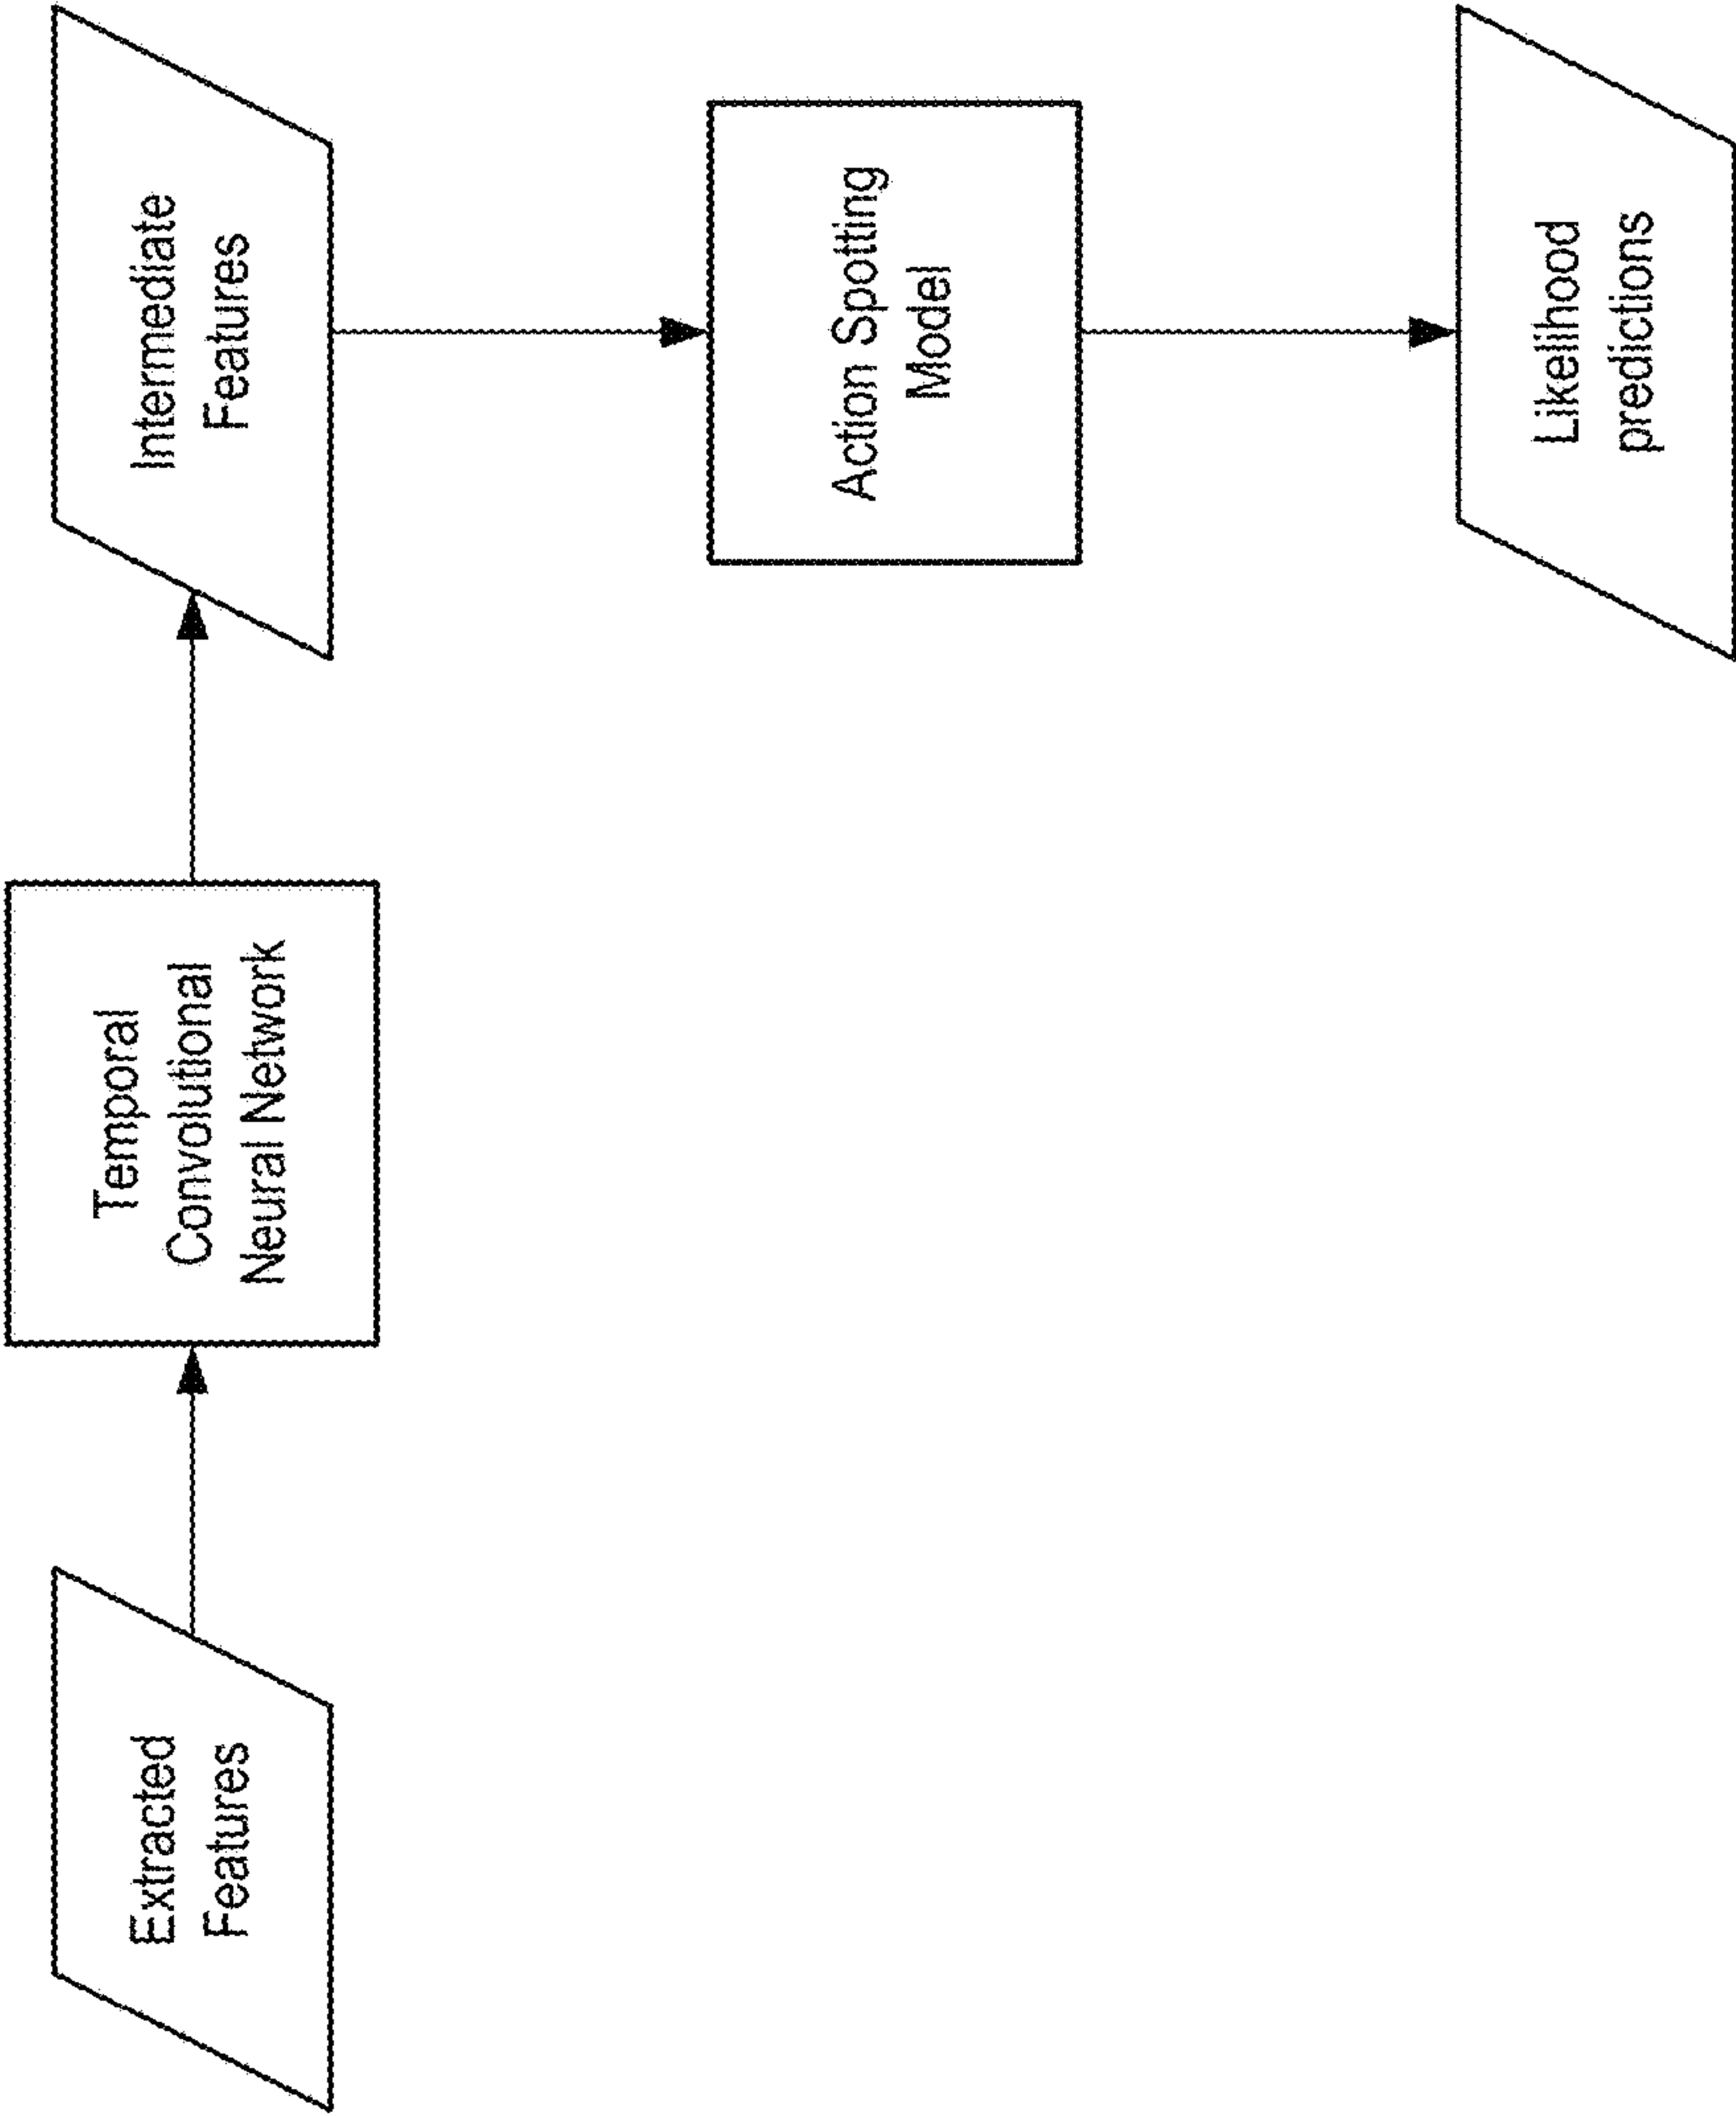 Extracted
Features
Temporal
Convolutional
Neural Network
Intermediate
Features
Action Spotting
Model
Likelihood
predictions